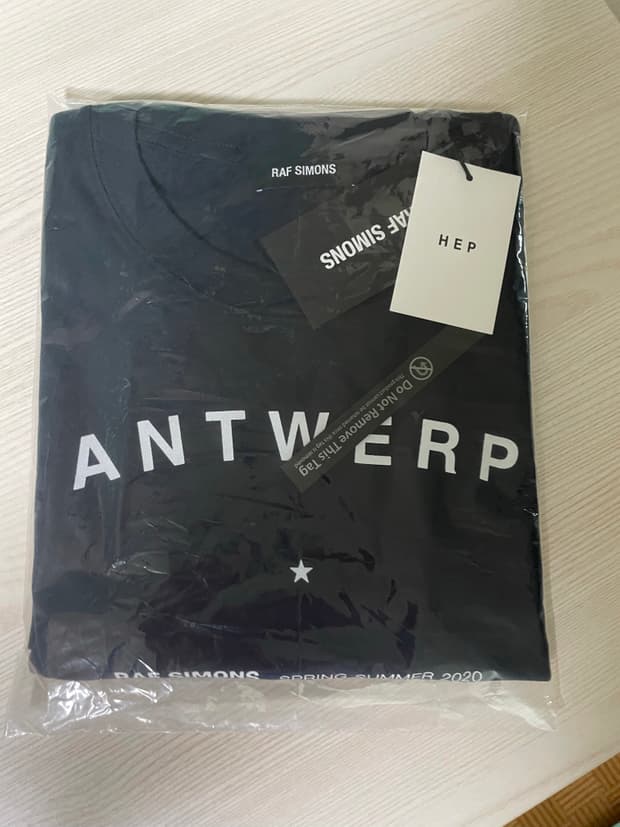 RAF SIMONS
RAF SIMONS
HEP
Do Not Remove This Tag
ANTWERP
RAF SIMONS SPRING SUMMER 2020